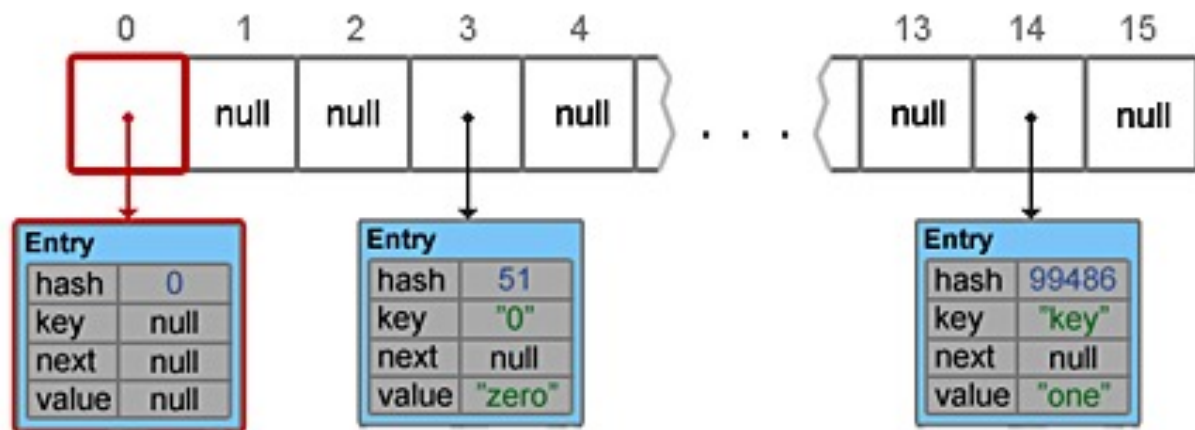 0 1 2 3 4 13 14 15
null null null . . . null null
Entry
hash 0
key null
next null
value null
Entry
hash 51
key "0"
next null
value "zero"
Entry
hash 99486
key "key"
next null
value "one"